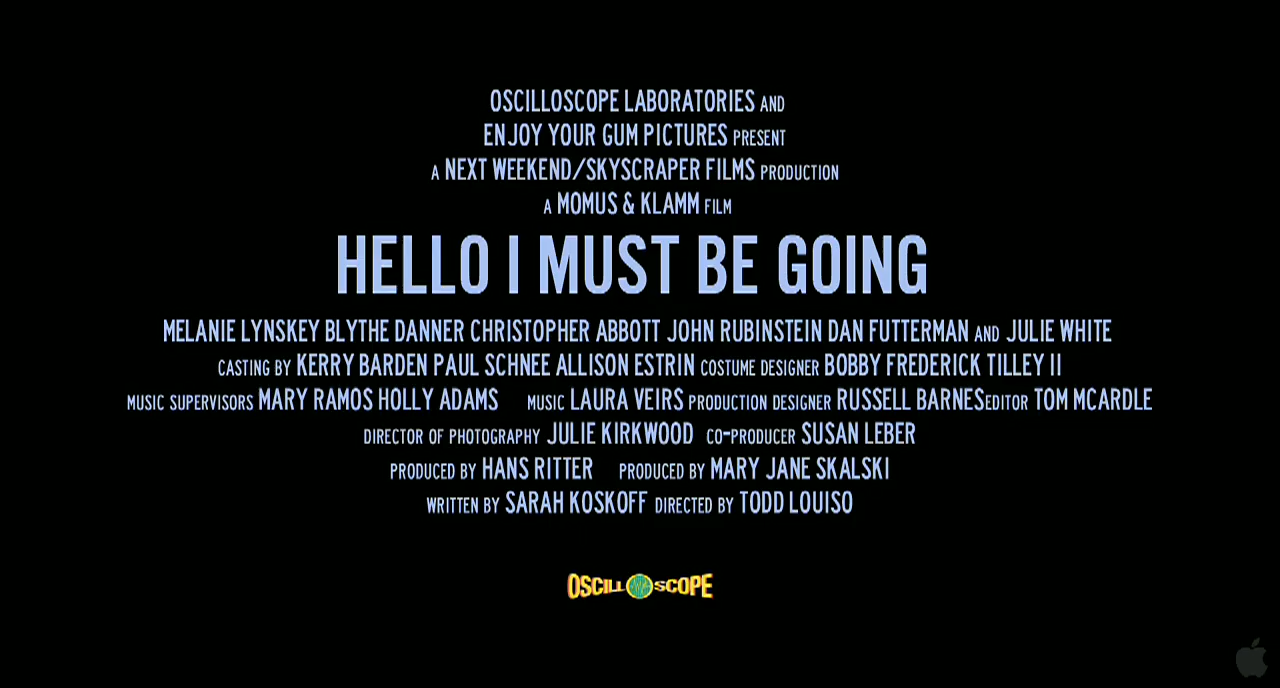 OSCILLOSCOPE LABORATORIES AND
ENJOY YOUR GUM PICTURES PRESENT
A NEXT WEEKEND/SKYSCRAPER FILMS PRODUCTION
A MOMUS & KLAMM FILM
HELLO I MUST BE GOING
MELANIE LYNSKEY BLYTHE DANNER CHRISTOPHER ABBOTT JOHN RUBINSTEIN DAN FUTTERMAN AND JULIE WHITE
CASTING BY KERRY BARDEN PAUL SCHNEE ALLISON ESTRIN COSTUME DESIGNER BOBBY FREDERICK TILLEY II
MUSIC SUPERVISORS MARY RAMOS HOLLY ADAMS MUSIC LAURA VEIRS PRODUCTION DESIGNER RUSSELL BARNESEDITOR TOM MCARDLE
DIRECTOR OF PHOTOGRAPHY JULIE KIRKWOOD CO-PRODUCER SUSAN LEBER
PRODUCED BY HANS RITTER PRODUCED BY MARY JANE SKALSKI
WRITTEN BY SARAH KOSKOFF DIRECTED BY TODD LOUISO
OSCILLOSCOPE